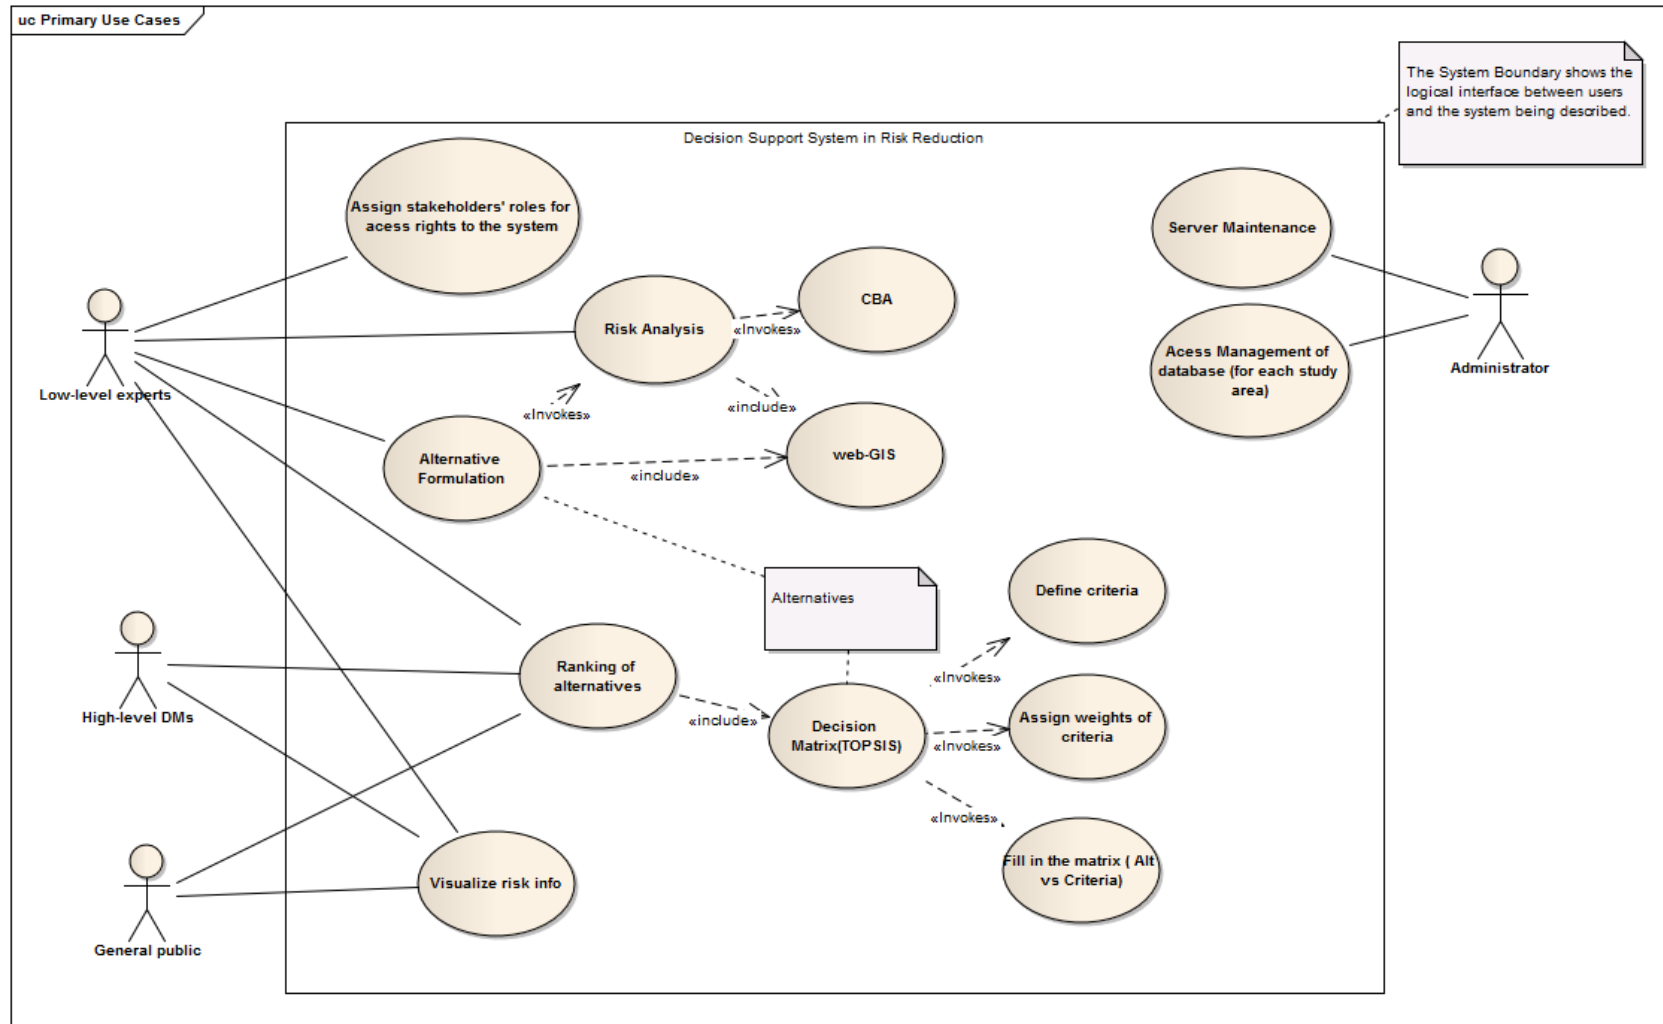 uc Primary Use Cases
The System Boundary shows the
logical interface between users
and the system being described.
Decision Support System in Risk Reduction
Assign stakeholders' roles for
acess rights to the system
Server Maintenance
CBA
Risk Analysis
«Invokes»
Acess Management of
database (for each study
area)
Administrator
Low-level experts
«Invokes»
«include»
Alternative
Formulation
web-GIS
«include»
Alternatives
Define criteria
Ranking of
alternatives
«Invokes»
High-level DMs
«include»
Decision
Matrix(TOPSIS)
Assign weights of
criteria
«Invokes»
«Invokes»
Fill in the matrix ( Alt
vs Criteria)
Visualize risk info
General public